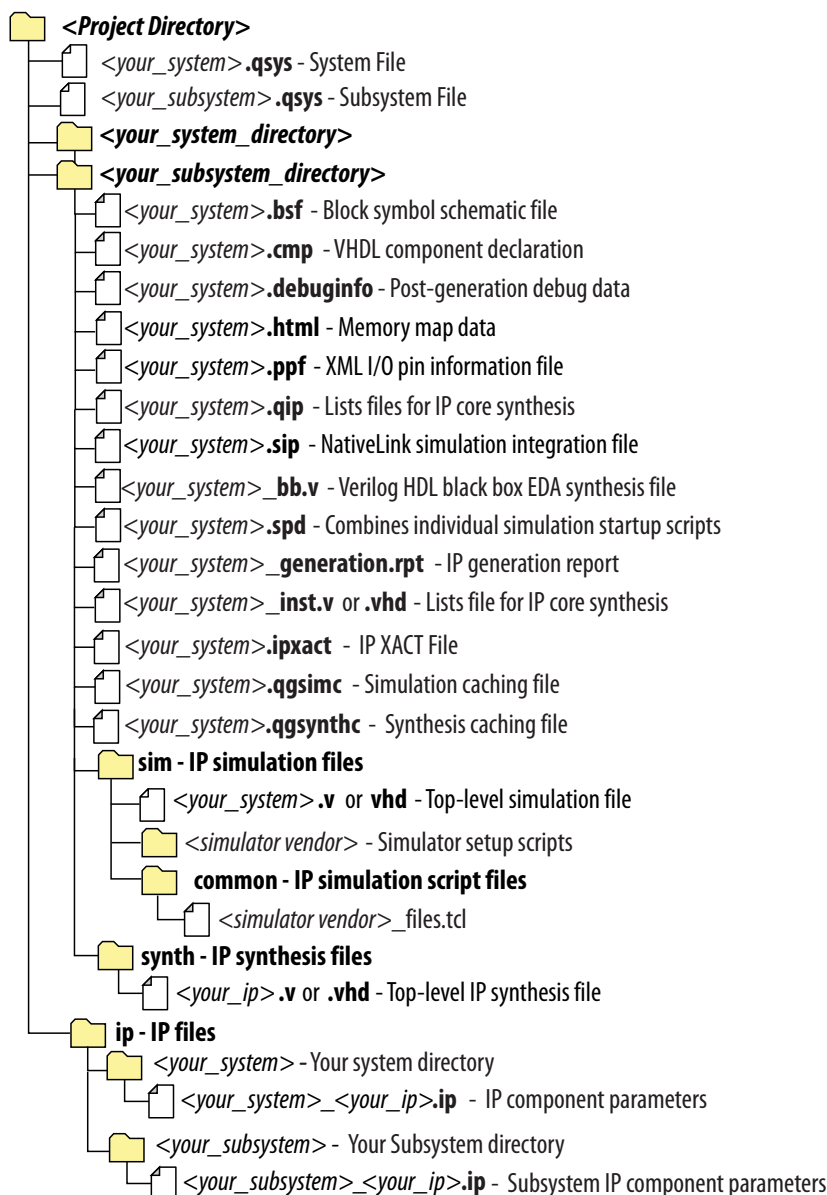 <Project Directory>
<your_system>.qsys - System File
<your_subsystem>.qsys - Subsystem File
<your_system_directory>
<your_subsystem_directory>
<your_system>.bsf - Block symbol schematic file
<your_system>.cmp - VHDL component declaration
<your_system>.debuginfo - Post-generation debug data
<your_system>.html - Memory map data
<your_system>.ppf - XML I/O pin information file
<your_system>.qip - Lists files for IP core synthesis
<your_system>.sip - NativeLink simulation integration file
<your_system>_bb.v - Verilog HDL black box EDA synthesis file
<your_system>.spd - Combines individual simulation startup scripts
<your_system>_generation.rpt - IP generation report
<your_system>_inst.v or .vhd - Lists file for IP core synthesis
<your_system>.ipxact - IP XACT File
<your_system>.qgsimc - Simulation caching file
<your_system>.qgsynthc - Synthesis caching file
sim - IP simulation files
<your_system>.v or vhd - Top-level simulation file
<simulator vendor> - Simulator setup scripts
common - IP simulation script files
<simulator vendor>_files.tcl
synth - IP synthesis files
<your_ip>.v or .vhd - Top-level IP synthesis file
ip - IP files
<your_system> - Your system directory
<your_system>_<your_ip>.ip - IP component parameters
<your_subsystem> - Your Subsystem directory
<your_subsystem>_<your_ip>.ip - Subsystem IP component parameters